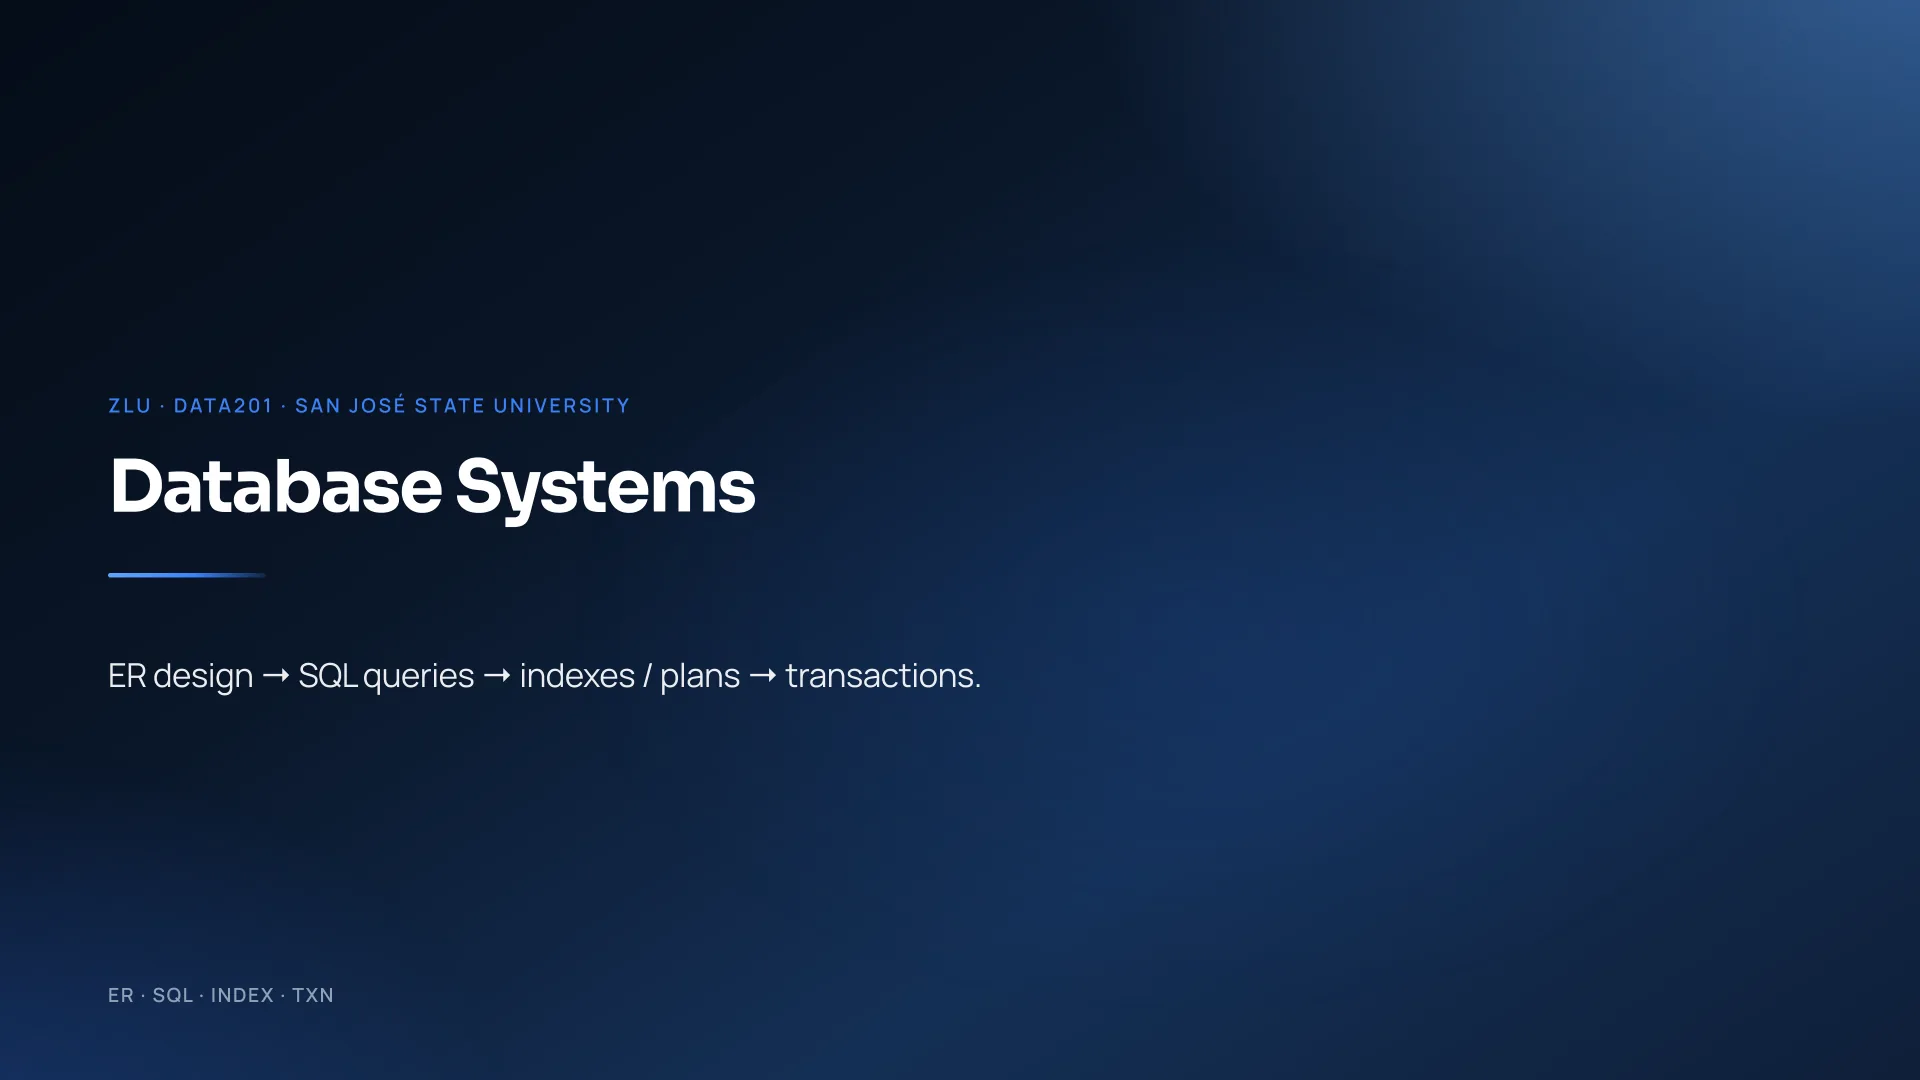 ZLU · DATA201 · SAN JOSÉ STATE UNIVERSITY
Database Systems
ER design → SQL queries → indexes / plans → transactions.
ER · SQL · INDEX · TXN